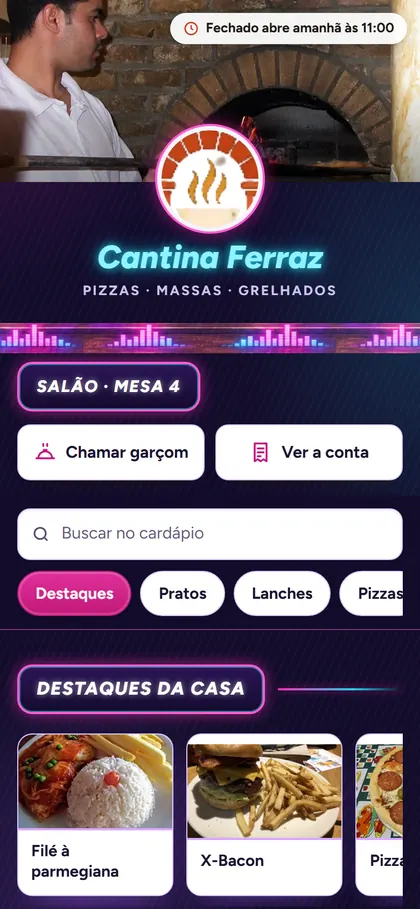 Fechado abre amanhã às 11:00
Cantina Ferraz
PIZZAS · MASSAS · GRELHADOS
SALÃO · MESA 4
Chamar garçom
Ver a conta
Buscar no cardápio
Destaques
Pratos
Lanches
Pizzas
DESTAQUES DA CASA
Filé à
parmegiana
X-Bacon
Pizza